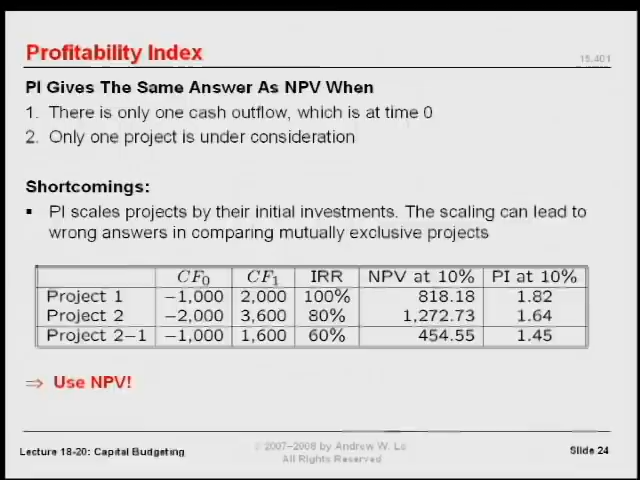 Profitability Index
15.401
PI Gives The Same Answer As NPV When
1. There is only one cash outflow, which is at time 0
2. Only one project is under consideration
Shortcomings:
▪ PI scales projects by their initial investments. The scaling can lead to
wrong answers in comparing mutually exclusive projects
CF0 CF1 IRR NPV at 10% PI at 10%
Project 1 −1,000 2,000 100% 818.18 1.82
Project 2 −2,000 3,600 80% 1,272.73 1.64
Project 2−1 −1,000 1,600 60% 454.55 1.45
⇒ Use NPV!
Lecture 18-20: Capital Budgeting
© 2007–2008 by Andrew W. Lo
All Rights Reserved
Slide 24